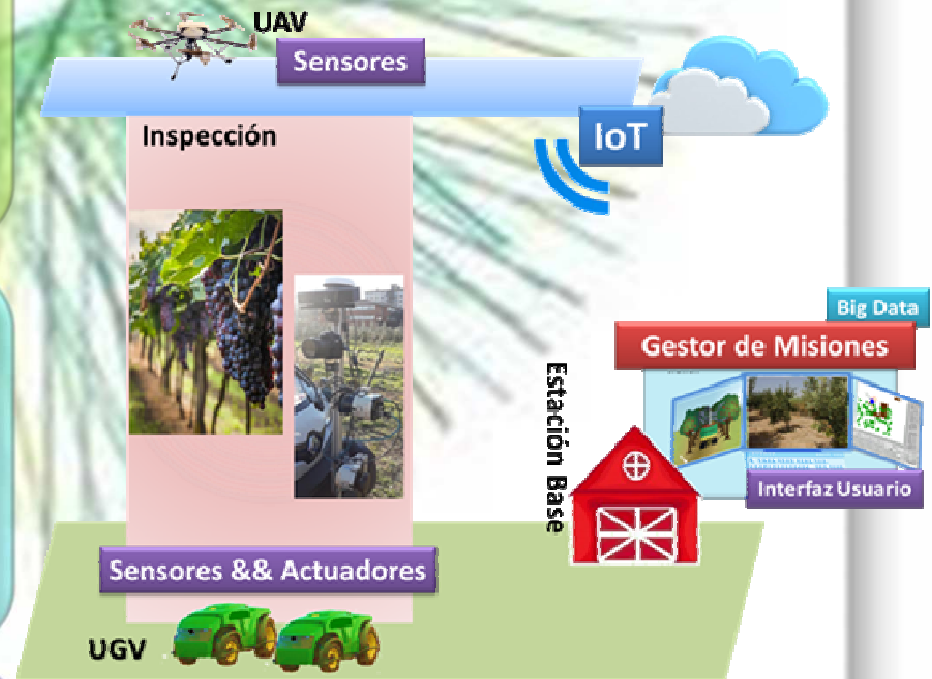 UAV
Sensores
Inspección
IoT
Big Data
Gestor de Misiones
Estación Base
Interfaz Usuario
Sensores && Actuadores
UGV